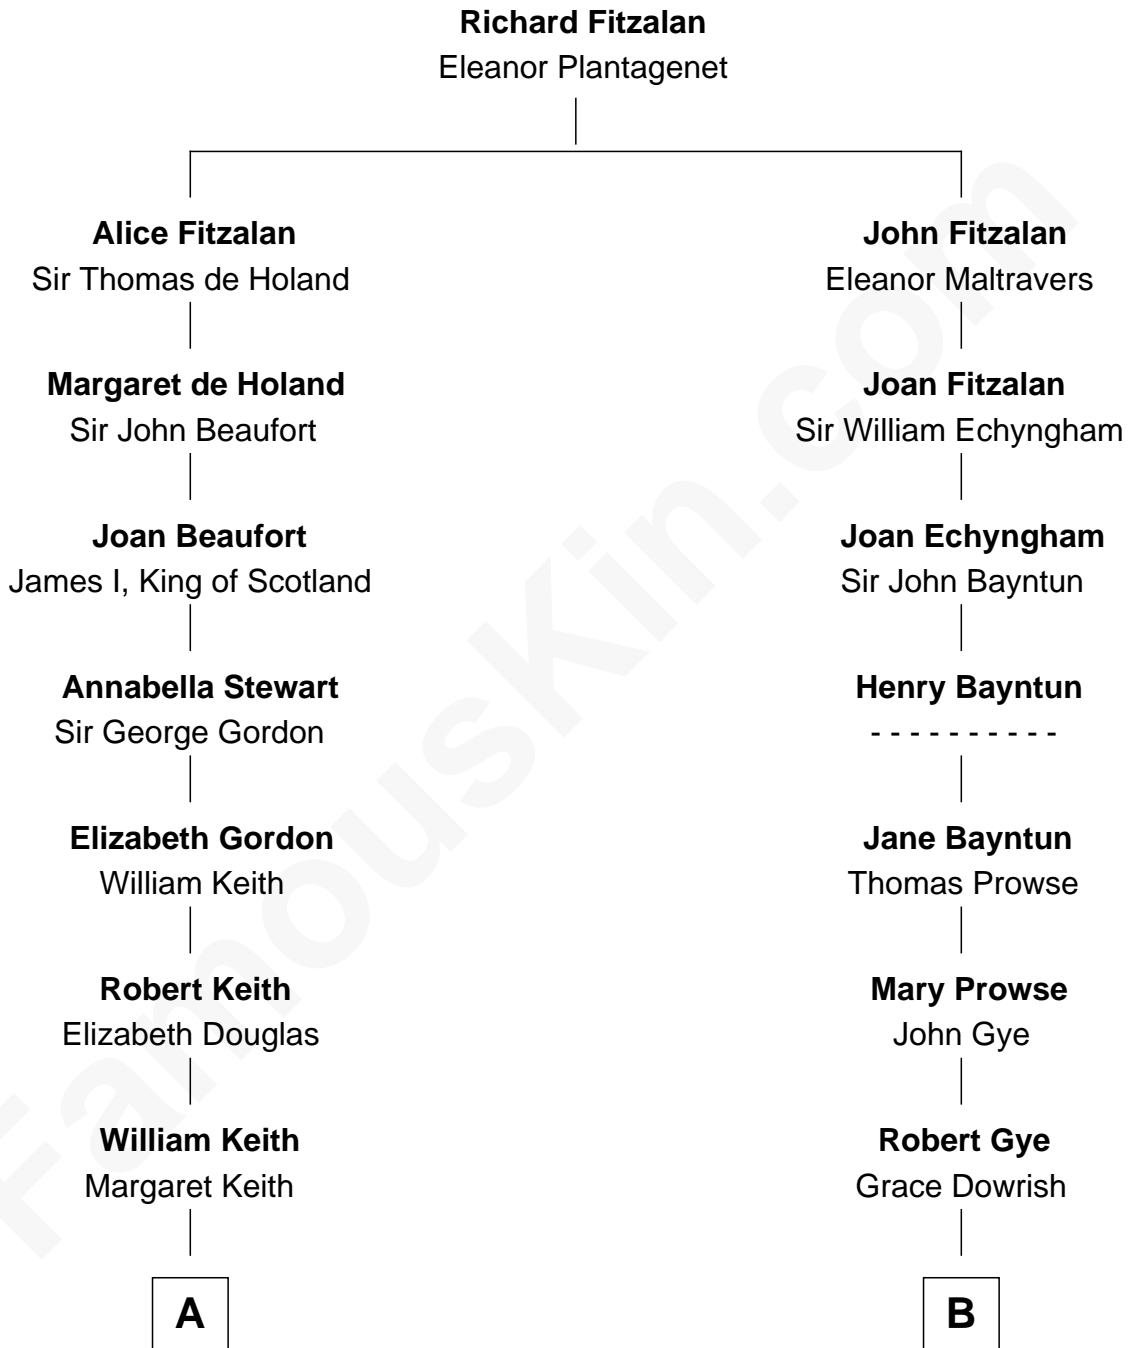 Richard Fitzalan
Eleanor Plantagenet
Alice Fitzalan
Sir Thomas de Holand
John Fitzalan
Eleanor Maltravers
Margaret de Holand
Sir John Beaufort
Joan Fitzalan
Sir William Echyngham
Joan Beaufort
James I, King of Scotland
Joan Echyngham
Sir John Bayntun
Annabella Stewart
Sir George Gordon
Henry Bayntun
- - - - - - - - - -
Elizabeth Gordon
William Keith
Jane Bayntun
Thomas Prowse
Robert Keith
Elizabeth Douglas
Mary Prowse
John Gye
William Keith
Margaret Keith
Robert Gye
Grace Dowrish
A
B
FamousKin.com